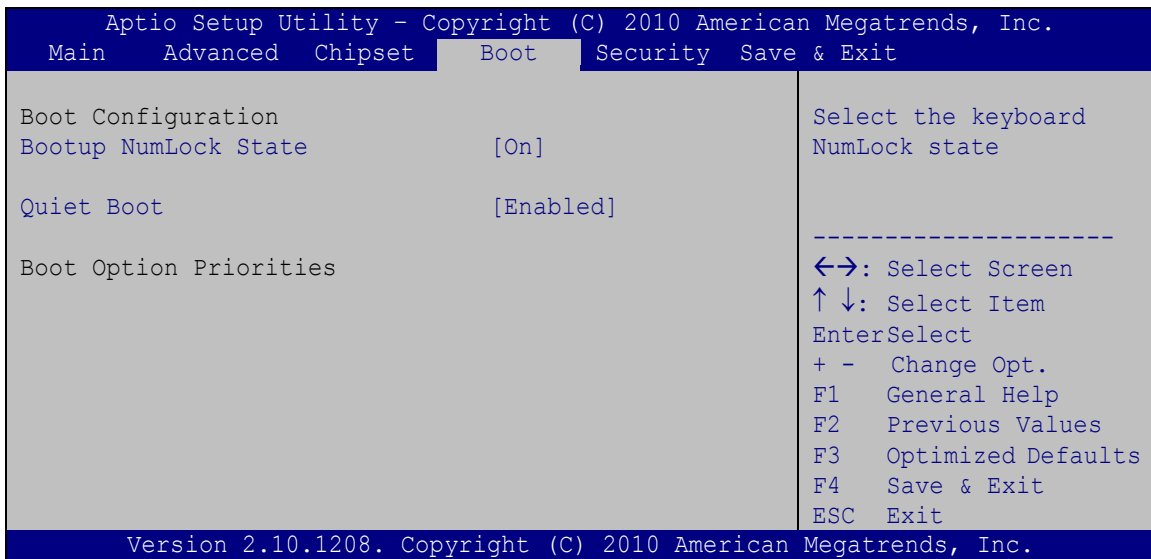 Aptio Setup Utility – Copyright (C) 2010 American Megatrends, Inc.
Main Advanced Chipset Boot Security Save & Exit
Boot Configuration
Bootup NumLock State [On]
Quiet Boot [Enabled]
Boot Option Priorities
Select the keyboard
NumLock state
---------------------
←→: Select Screen
↑ ↓: Select Item
EnterSelect
+ - Change Opt.
F1 General Help
F2 Previous Values
F3 Optimized Defaults
F4 Save & Exit
ESC Exit
Version 2.10.1208. Copyright (C) 2010 American Megatrends, Inc.